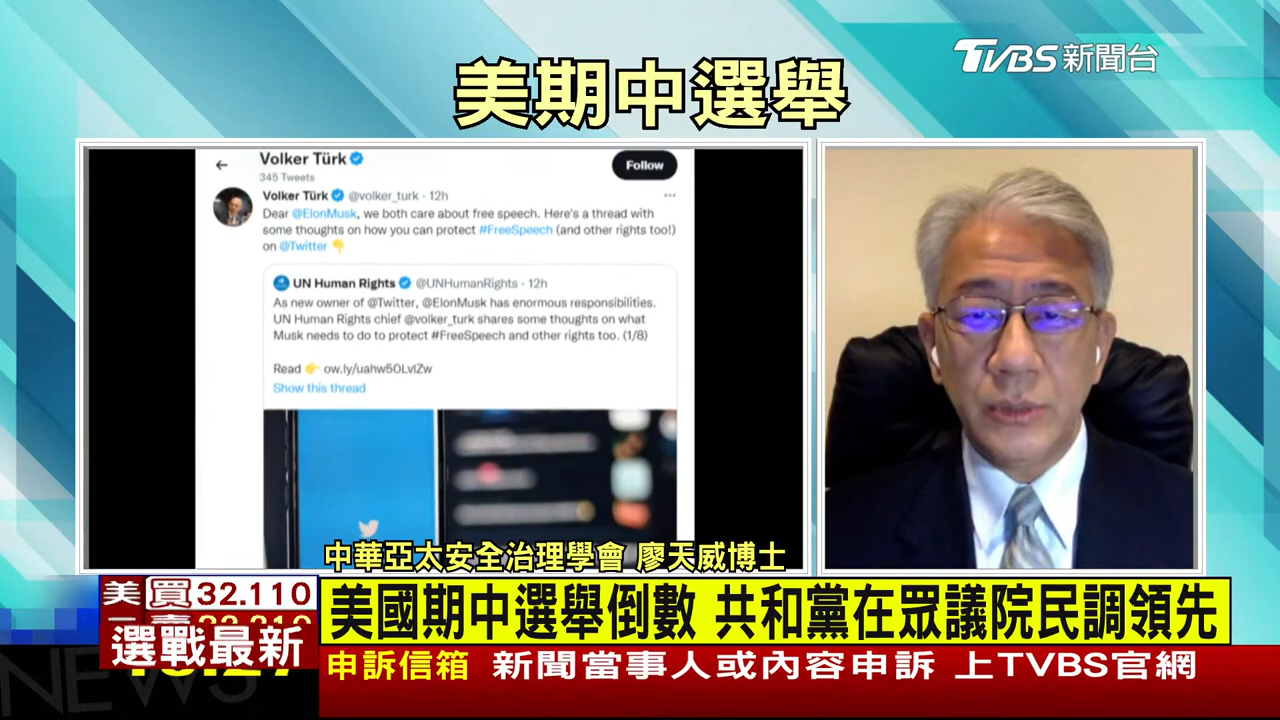 TVBS新聞台
美期中選舉
Volker Türk
345 Tweets
Follow
Volker Türk @volker_turk · 12h
Dear @ElonMusk, we both care about free speech. Here's a thread with
some thoughts on how you can protect #FreeSpeech (and other rights too!)
on @Twitter 👇
UN Human Rights @UNHumanRights · 12h
As new owner of @Twitter, @ElonMusk has enormous responsibilities.
UN Human Rights chief @volker_turk shares some thoughts on what
Musk needs to do to protect #FreeSpeech and other rights too. (1/8)
Read 👉 ow.ly/uahw50LvlZw
Show this thread
中華亞太安全治理學會 廖天威博士
美 買 32.110
選戰最新
美國期中選舉倒數 共和黨在眾議院民調領先
申訴信箱 新聞當事人或內容申訴 上TVBS官網
NEWS